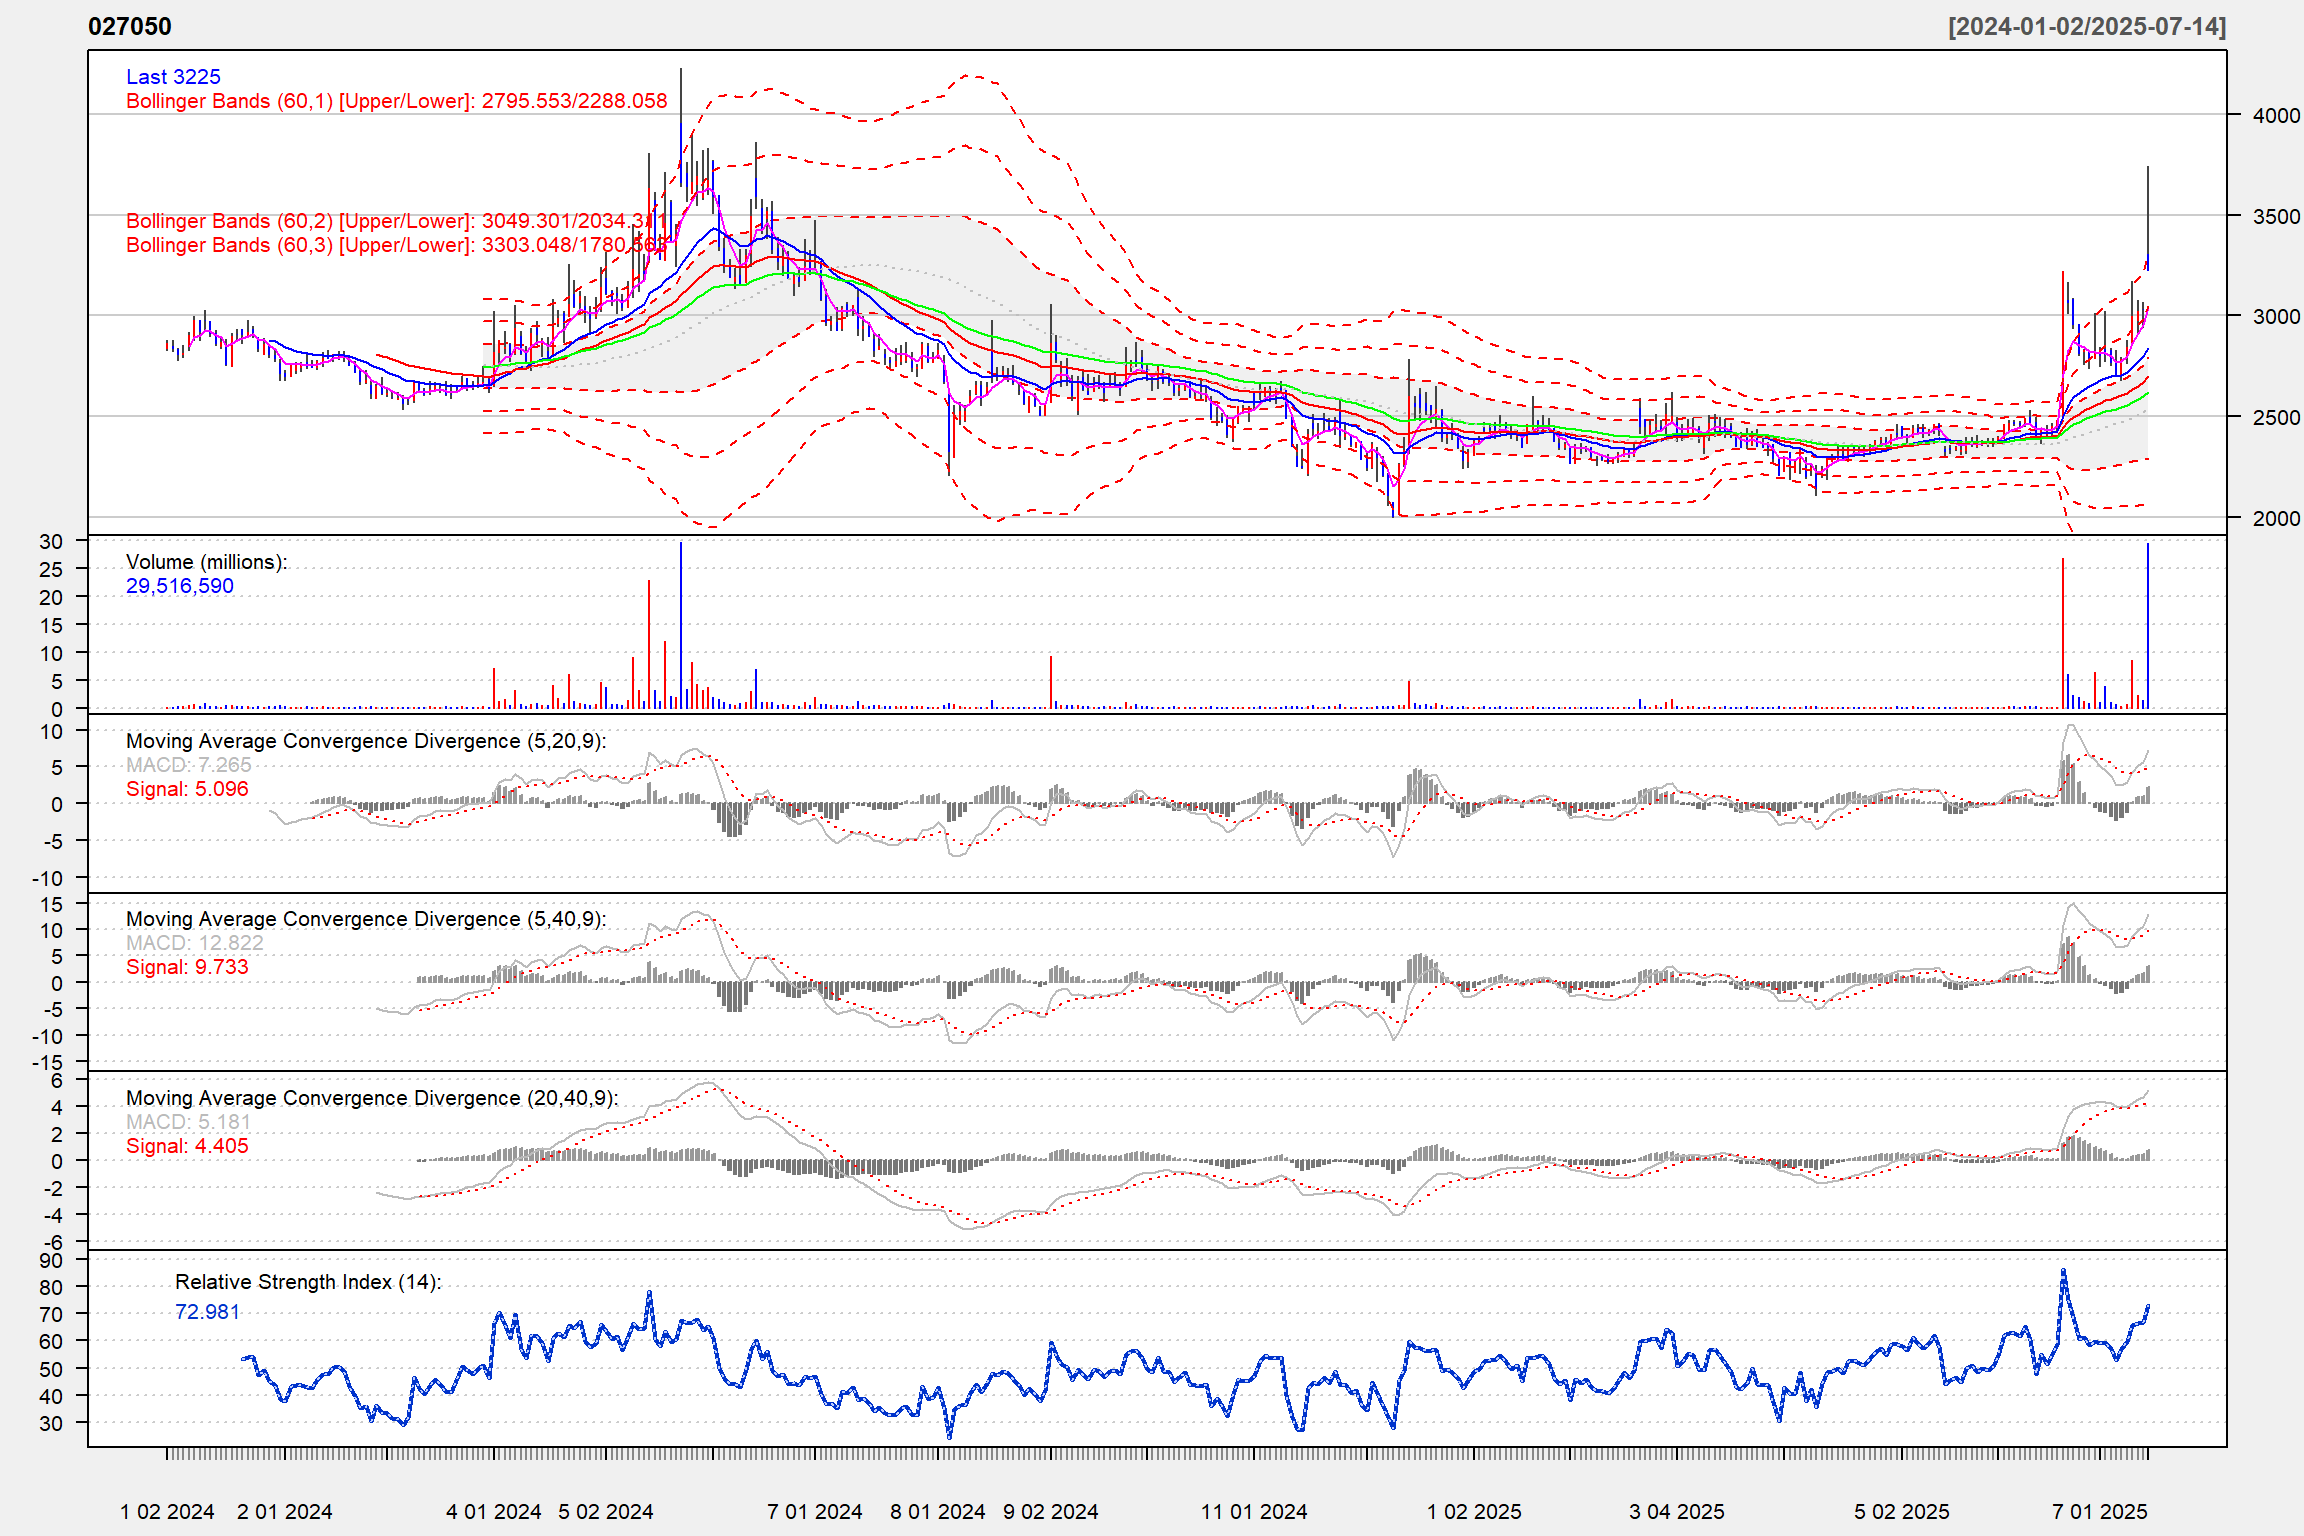 027050 [2024-01-02/2025-07-14]
Last 3225
Bollinger Bands (60,1) [Upper/Lower]: 2795.553/2288.058
4000
Bollinger Bands (60,2) [Upper/Lower]: 3049.301/2034.311
3500
Bollinger Bands (60,3) [Upper/Lower]: 3303.048/1780.563
3000
2500
2000
30
Volume (millions):
25
29,516,590
20
15
10
5
0
10
Moving Average Convergence Divergence (5,20,9):
MACD: 7.265
5
Signal: 5.096
0
-5
-10
15
Moving Average Convergence Divergence (5,40,9):
10
MACD: 12.822
5
Signal: 9.733
0
-5
-10
-15
6
Moving Average Convergence Divergence (20,40,9):
4
MACD: 5.181
2
Signal: 4.405
0
-2
-4
-6
90
Relative Strength Index (14):
80
72.981
70
60
50
40
30
1 02 2024 2 01 2024 4 01 2024 5 02 2024 7 01 2024 8 01 2024 9 02 2024 11 01 2024 1 02 2025 3 04 2025 5 02 2025 7 01 2025